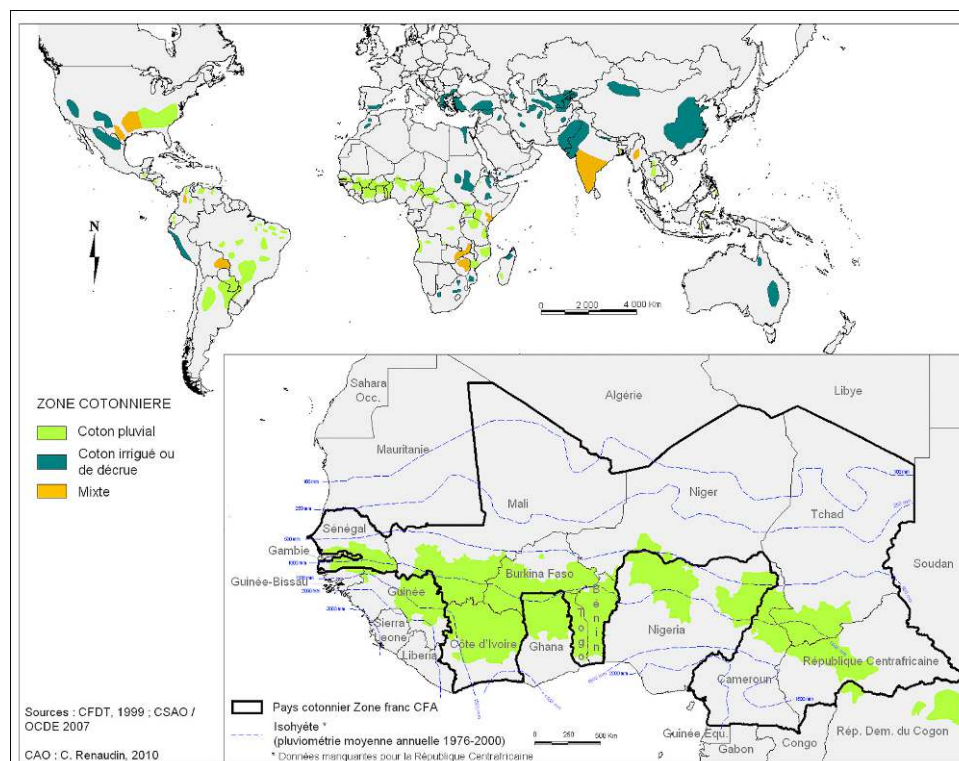 N
0 2 000 4 000 Km
ZONE COTONNIERE
Coton pluvial
Coton irrigué ou
de décrue
Mixte
Sources : CFDT, 1999 ; CSAO /
OCDE 2007
CAO : C. Renaudin, 2010
Sahara
Occ.
Algérie
Libye
Mauritanie
Mali
Niger
Tchad
Soudan
Sénégal
Gambie
Guinée-Bissau
Guinée
Sierra
Leone
Liberia
Burkina Faso
Côte d'Ivoire
Ghana
Togo
Bénin
Nigeria
Cameroun
République Centrafricaine
Guinée Equ.
Gabon
Congo
Rép. Dem. du Cogon
Pays cotonnier Zone franc CFA
Isohyète *
(pluviométrie moyenne annuelle 1976-2000)
* Données manquantes pour la République Centrafricaine
0 250 500 Km